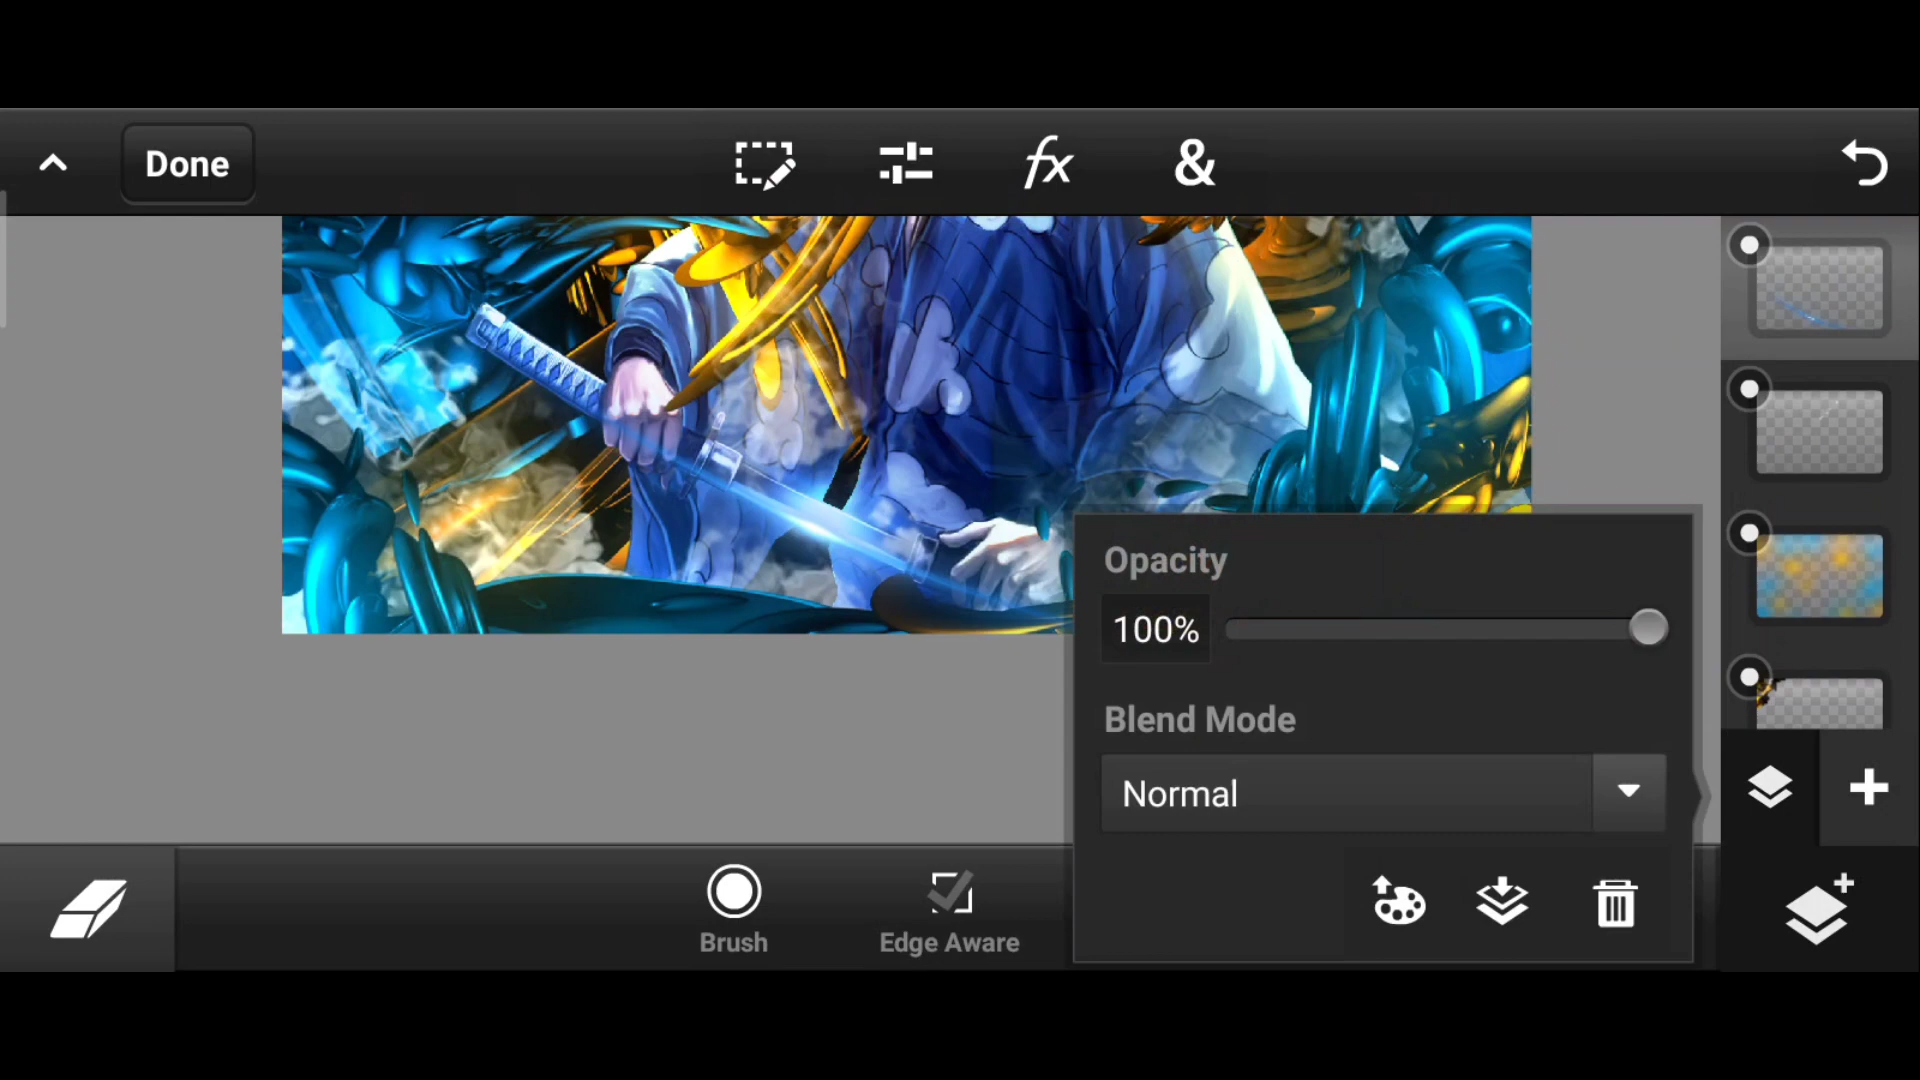 Done
fx
&
Opacity
100%
Blend Mode
Normal
Brush
Edge Aware